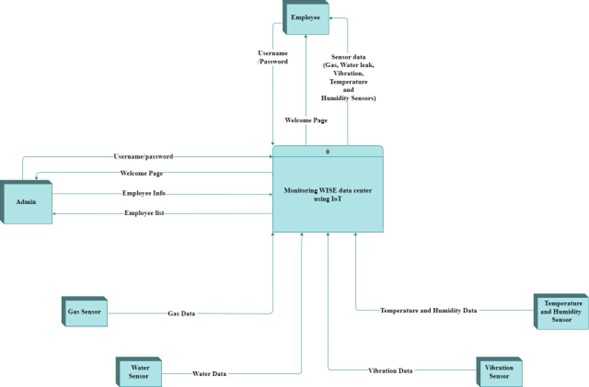 Employee
Username
/Password
Sensor data
(Gas, Water leak,
Vibration,
Temperature
and
Humidity Sensors)
Welcome Page
0
Username/password
Welcome Page
Employee Info
Employee list
Admin
Monitoring WISE data center
using IoT
Gas Sensor
Gas Data
Temperature and Humidity Data
Temperature
and Humidity
Sensor
Water
Sensor
Water Data
Vibration Data
Vibration
Sensor